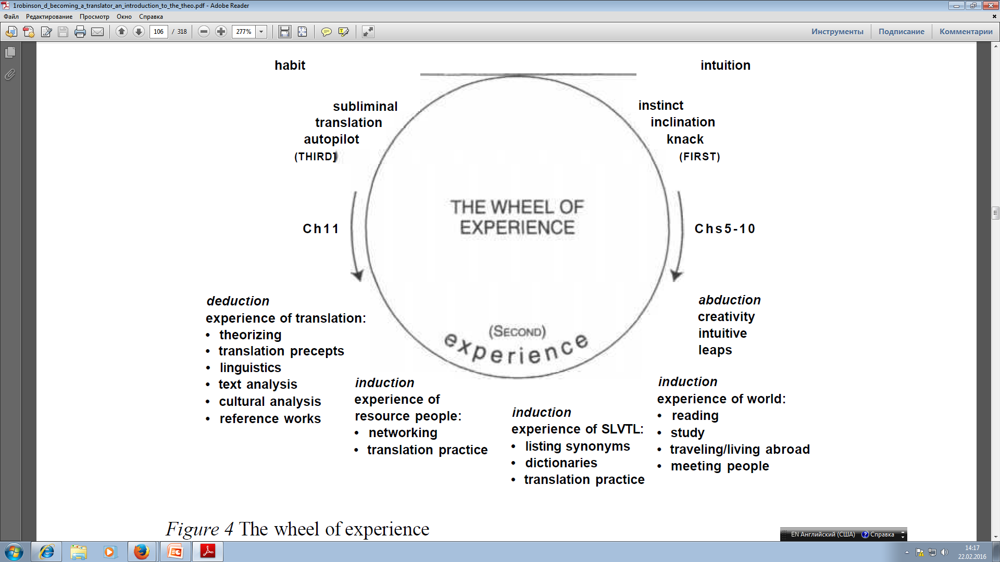 1robinson_d_becoming_a_translator_an_introduction_to_the_theo.pdf - Adobe Reader
Файл Редактирование Просмотр Окно Справка
106 / 318 277% Инструменты Подписание Комментарии
habit
intuition
subliminal
translation
autopilot
(THIRD]
instinct
inclination
knack
(FIRST)
THE WHEEL OF
EXPERIENCE
Ch11
Chs5-10
deduction
experience of translation:
• theorizing
• translation precepts
• linguistics
• text analysis
• cultural analysis
• reference works
(SECOND)
experience
abduction
creativity
intuitive
leaps
induction
experience of
resource people:
• networking
• translation practice
induction
experience of SLVTL:
• listing synonyms
• dictionaries
• translation practice
induction
experience of world:
• reading
• study
• traveling/living abroad
• meeting people
Figure 4 The wheel of experience
EN Английский (США) Справка
14:17
22.02.2016